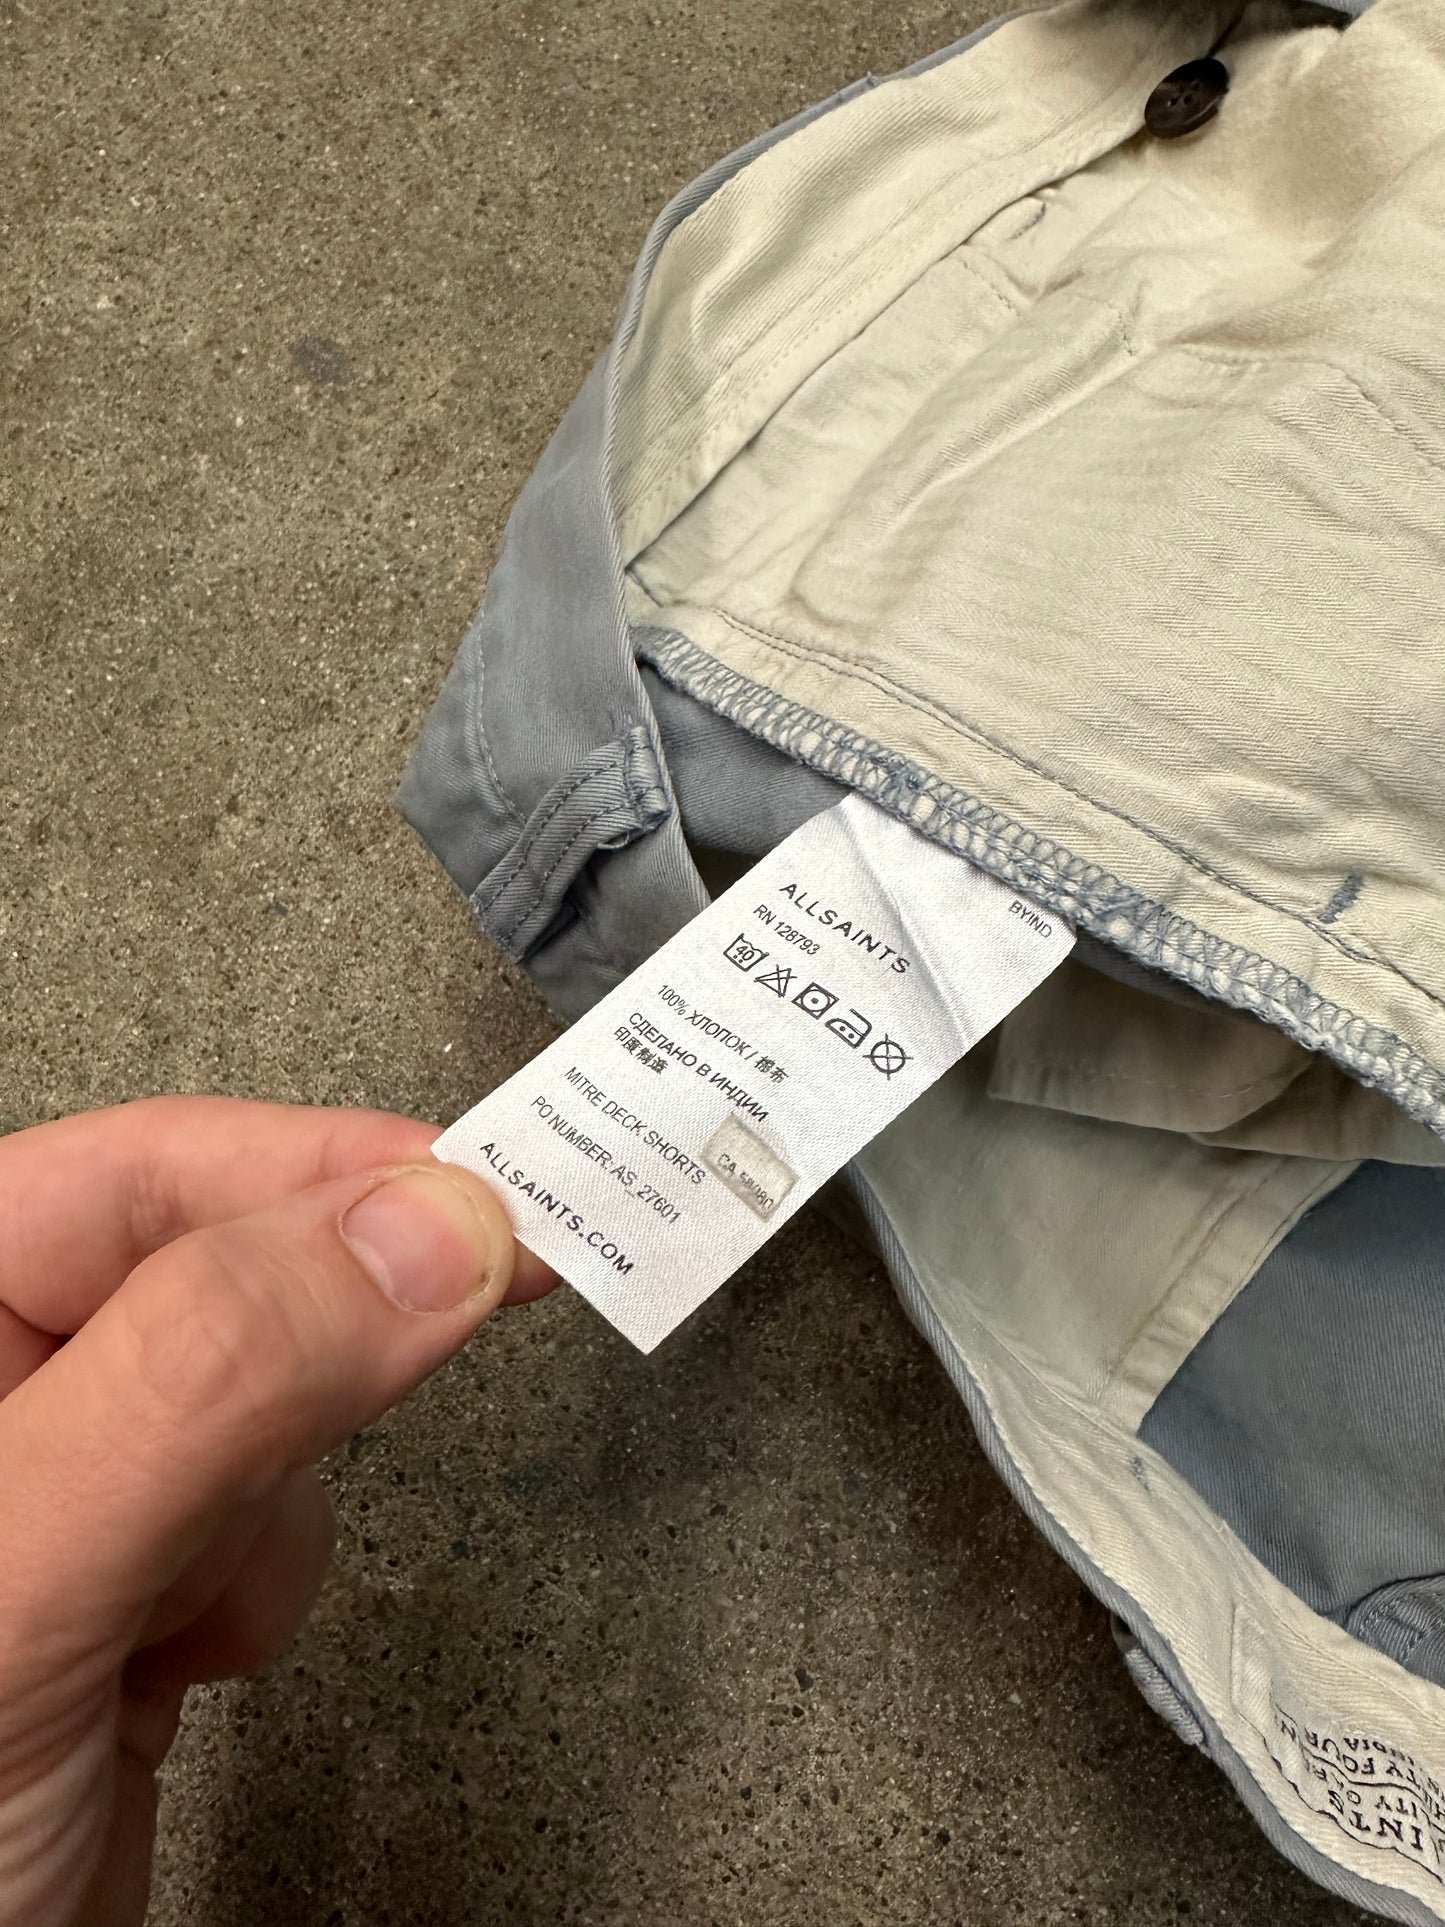 BYIND
ALLSAINTS
RN 128793
40
100% ХЛОПОК / 棉布
СДЕЛАНО В ИНДИИ
印度制造
MITRE DECK SHORTS
PO NUMBER: AS_27601
ALLSAINTS.COM
INDIA